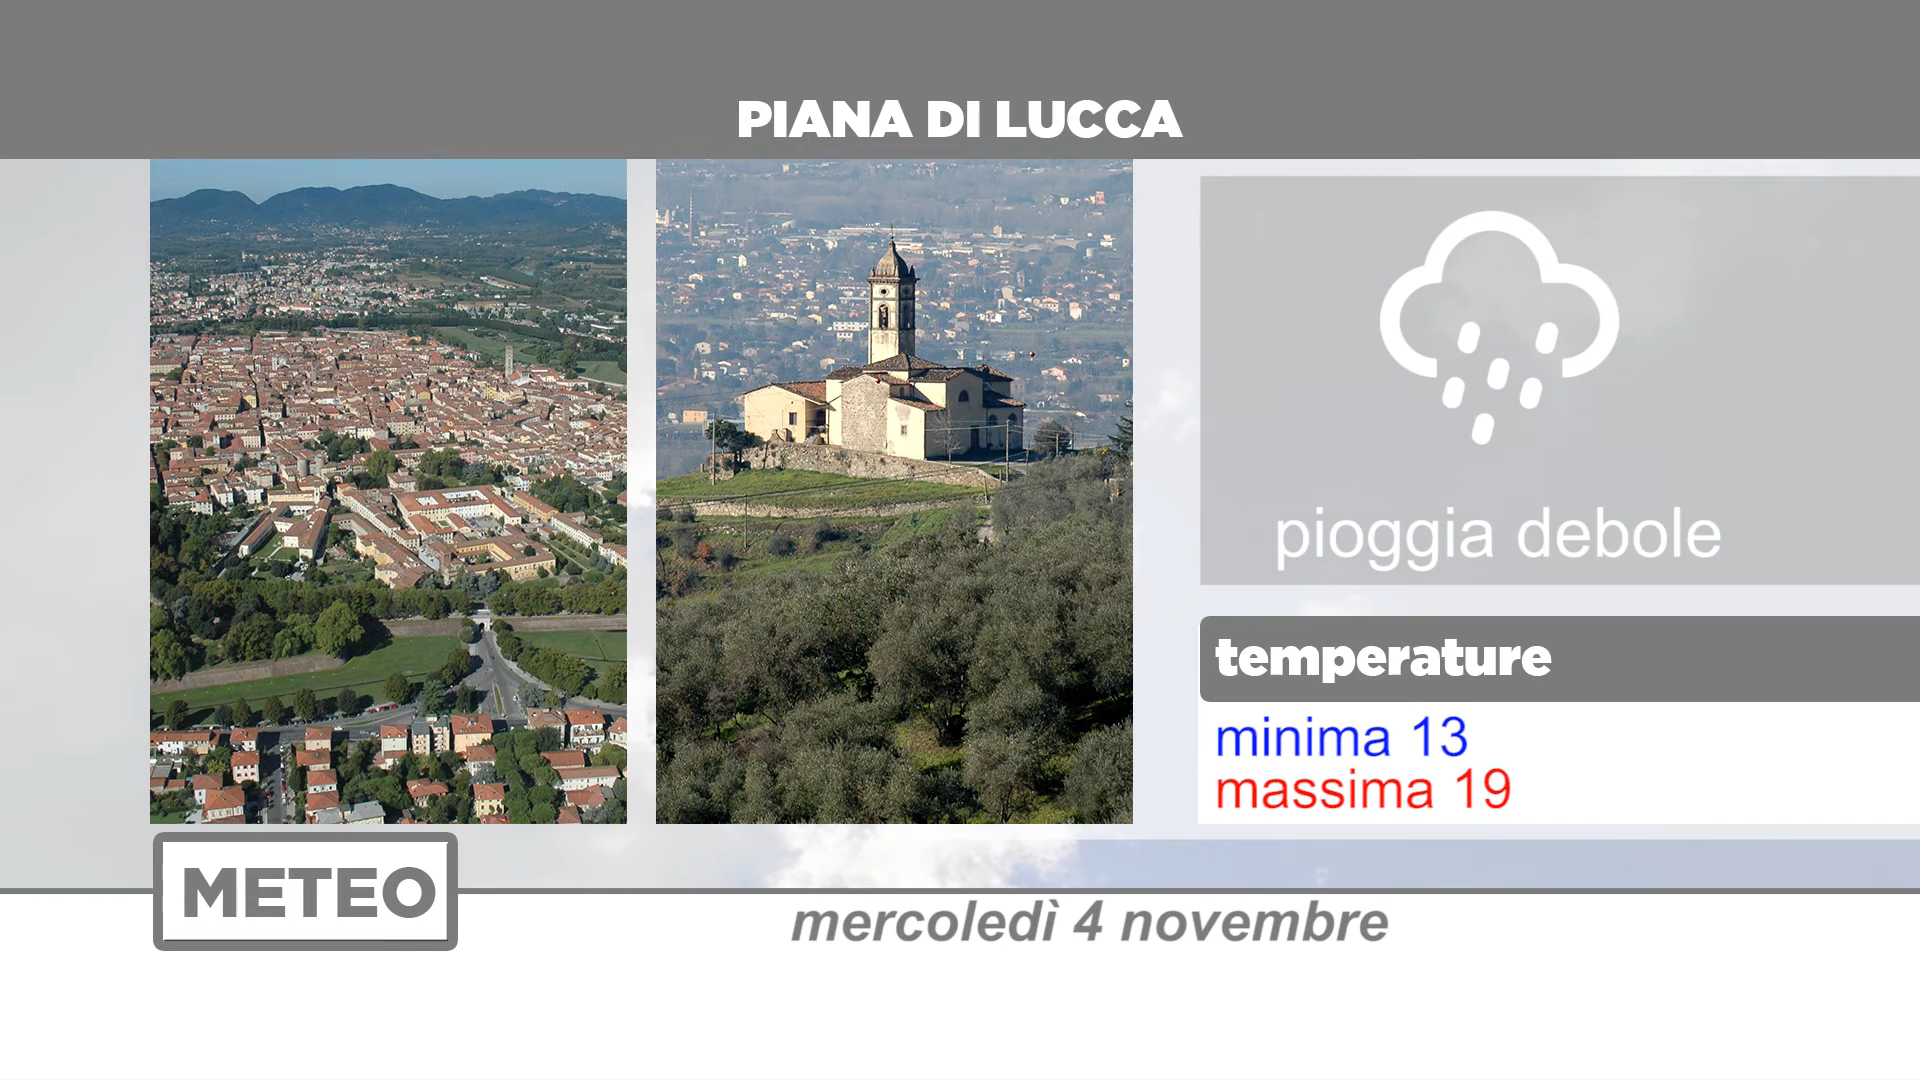 PIANA DI LUCCA
pioggia debole
temperature
minima 13
massima 19
METEO
mercoledì 4 novembre